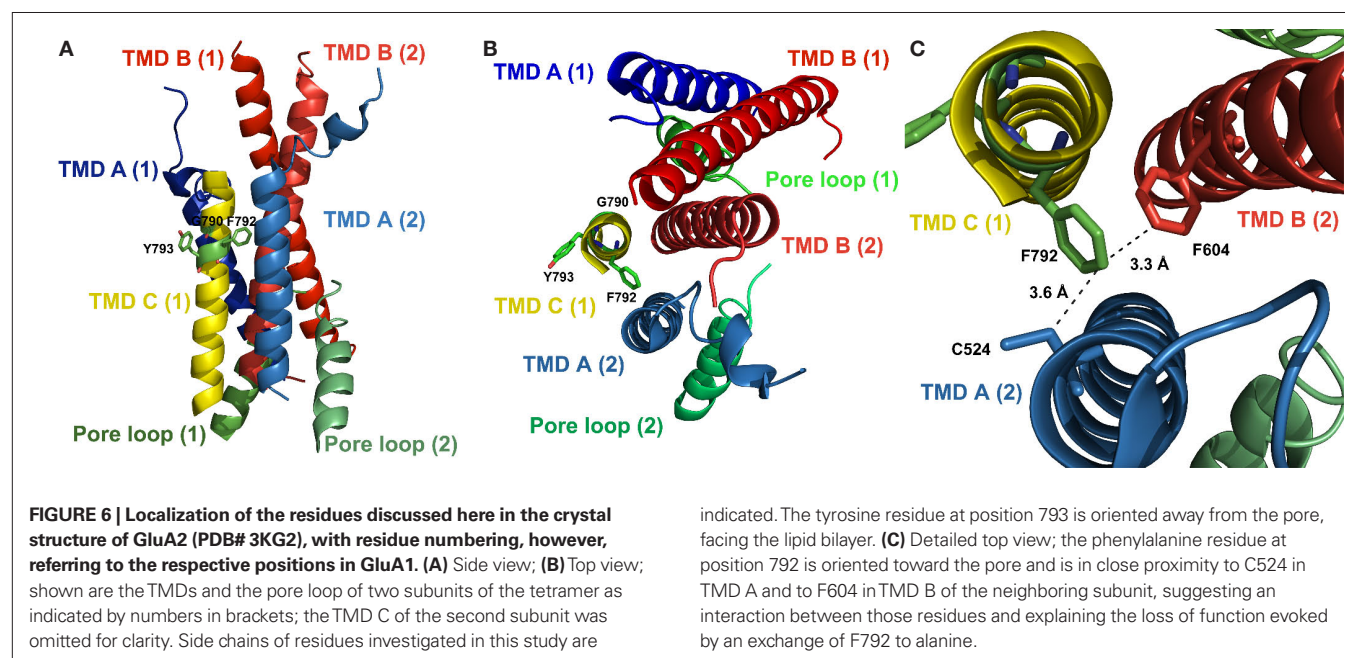 A
TMD B (1)
TMD B (2)
TMD A (1)
G790 F792
Y793
TMD A (2)
TMD C (1)
Pore loop (1)
Pore loop (2)
B
TMD A (1)
TMD B (1)
Pore loop (1)
G790
Y793
F792
TMD B (2)
TMD C (1)
TMD A (2)
Pore loop (2)
C
TMD C (1)
TMD B (2)
F792
F604
3.3 Å
3.6 Å
C524
TMD A (2)
FIGURE 6 | Localization of the residues discussed here in the crystal
structure of GluA2 (PDB# 3KG2), with residue numbering, however,
referring to the respective positions in GluA1. (A) Side view; (B) Top view;
shown are the TMDs and the pore loop of two subunits of the tetramer as
indicated by numbers in brackets; the TMD C of the second subunit was
omitted for clarity. Side chains of residues investigated in this study are
indicated. The tyrosine residue at position 793 is oriented away from the pore,
facing the lipid bilayer. (C) Detailed top view; the phenylalanine residue at
position 792 is oriented toward the pore and is in close proximity to C524 in
TMD A and to F604 in TMD B of the neighboring subunit, suggesting an
interaction between those residues and explaining the loss of function evoked
by an exchange of F792 to alanine.